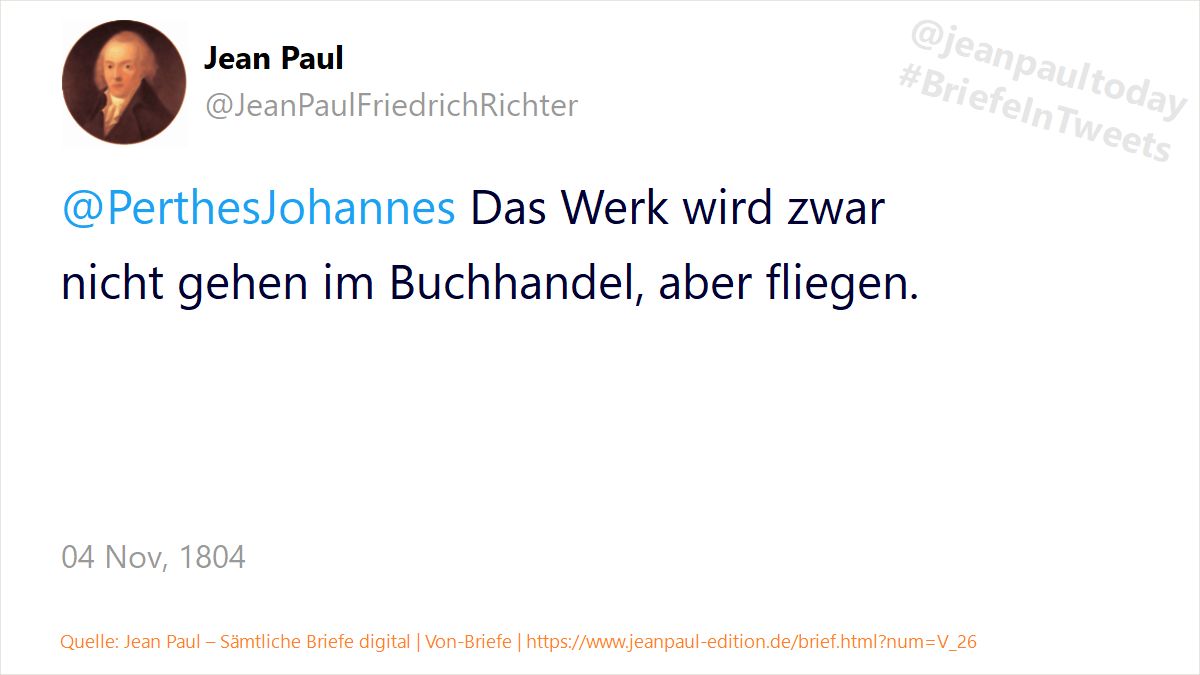 Jean Paul
@JeanPaulFriedrichRichter
@jeanpaultoday
#BriefeInTweets
@PerthesJohannes Das Werk wird zwar
nicht gehen im Buchhandel, aber fliegen.
04 Nov, 1804
Quelle: Jean Paul – Sämtliche Briefe digital | Von-Briefe | https://www.jeanpaul-edition.de/brief.html?num=V_26